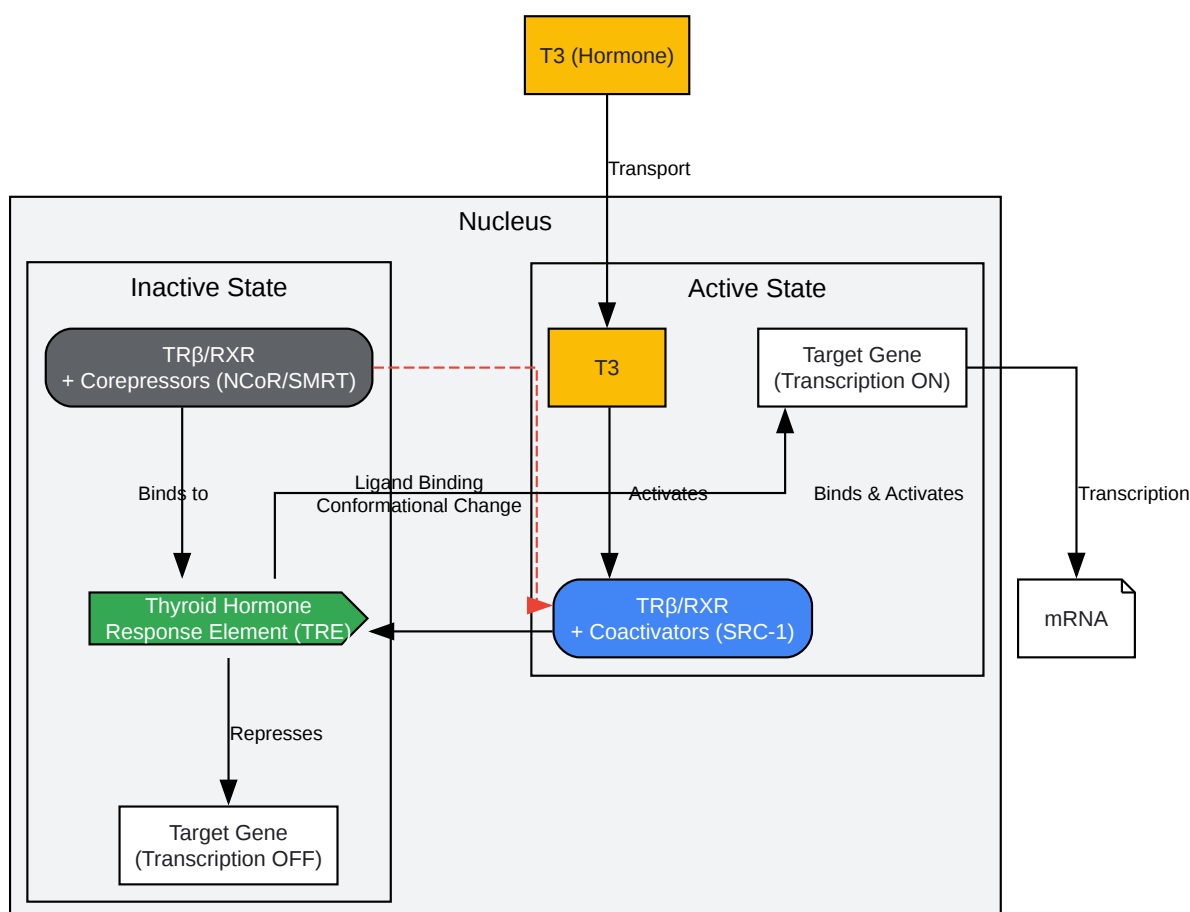 T3 (Hormone)
Transport
Nucleus
Inactive State
Active State
TRβ/RXR
+ Corepressors (NCoR/SMRT)
T3
Target Gene
(Transcription ON)
Binds to
Ligand Binding
Conformational Change
Activates
Binds & Activates
Transcription
Thyroid Hormone
Response Element (TRE)
TRβ/RXR
+ Coactivators (SRC-1)
mRNA
Represses
Target Gene
(Transcription OFF)